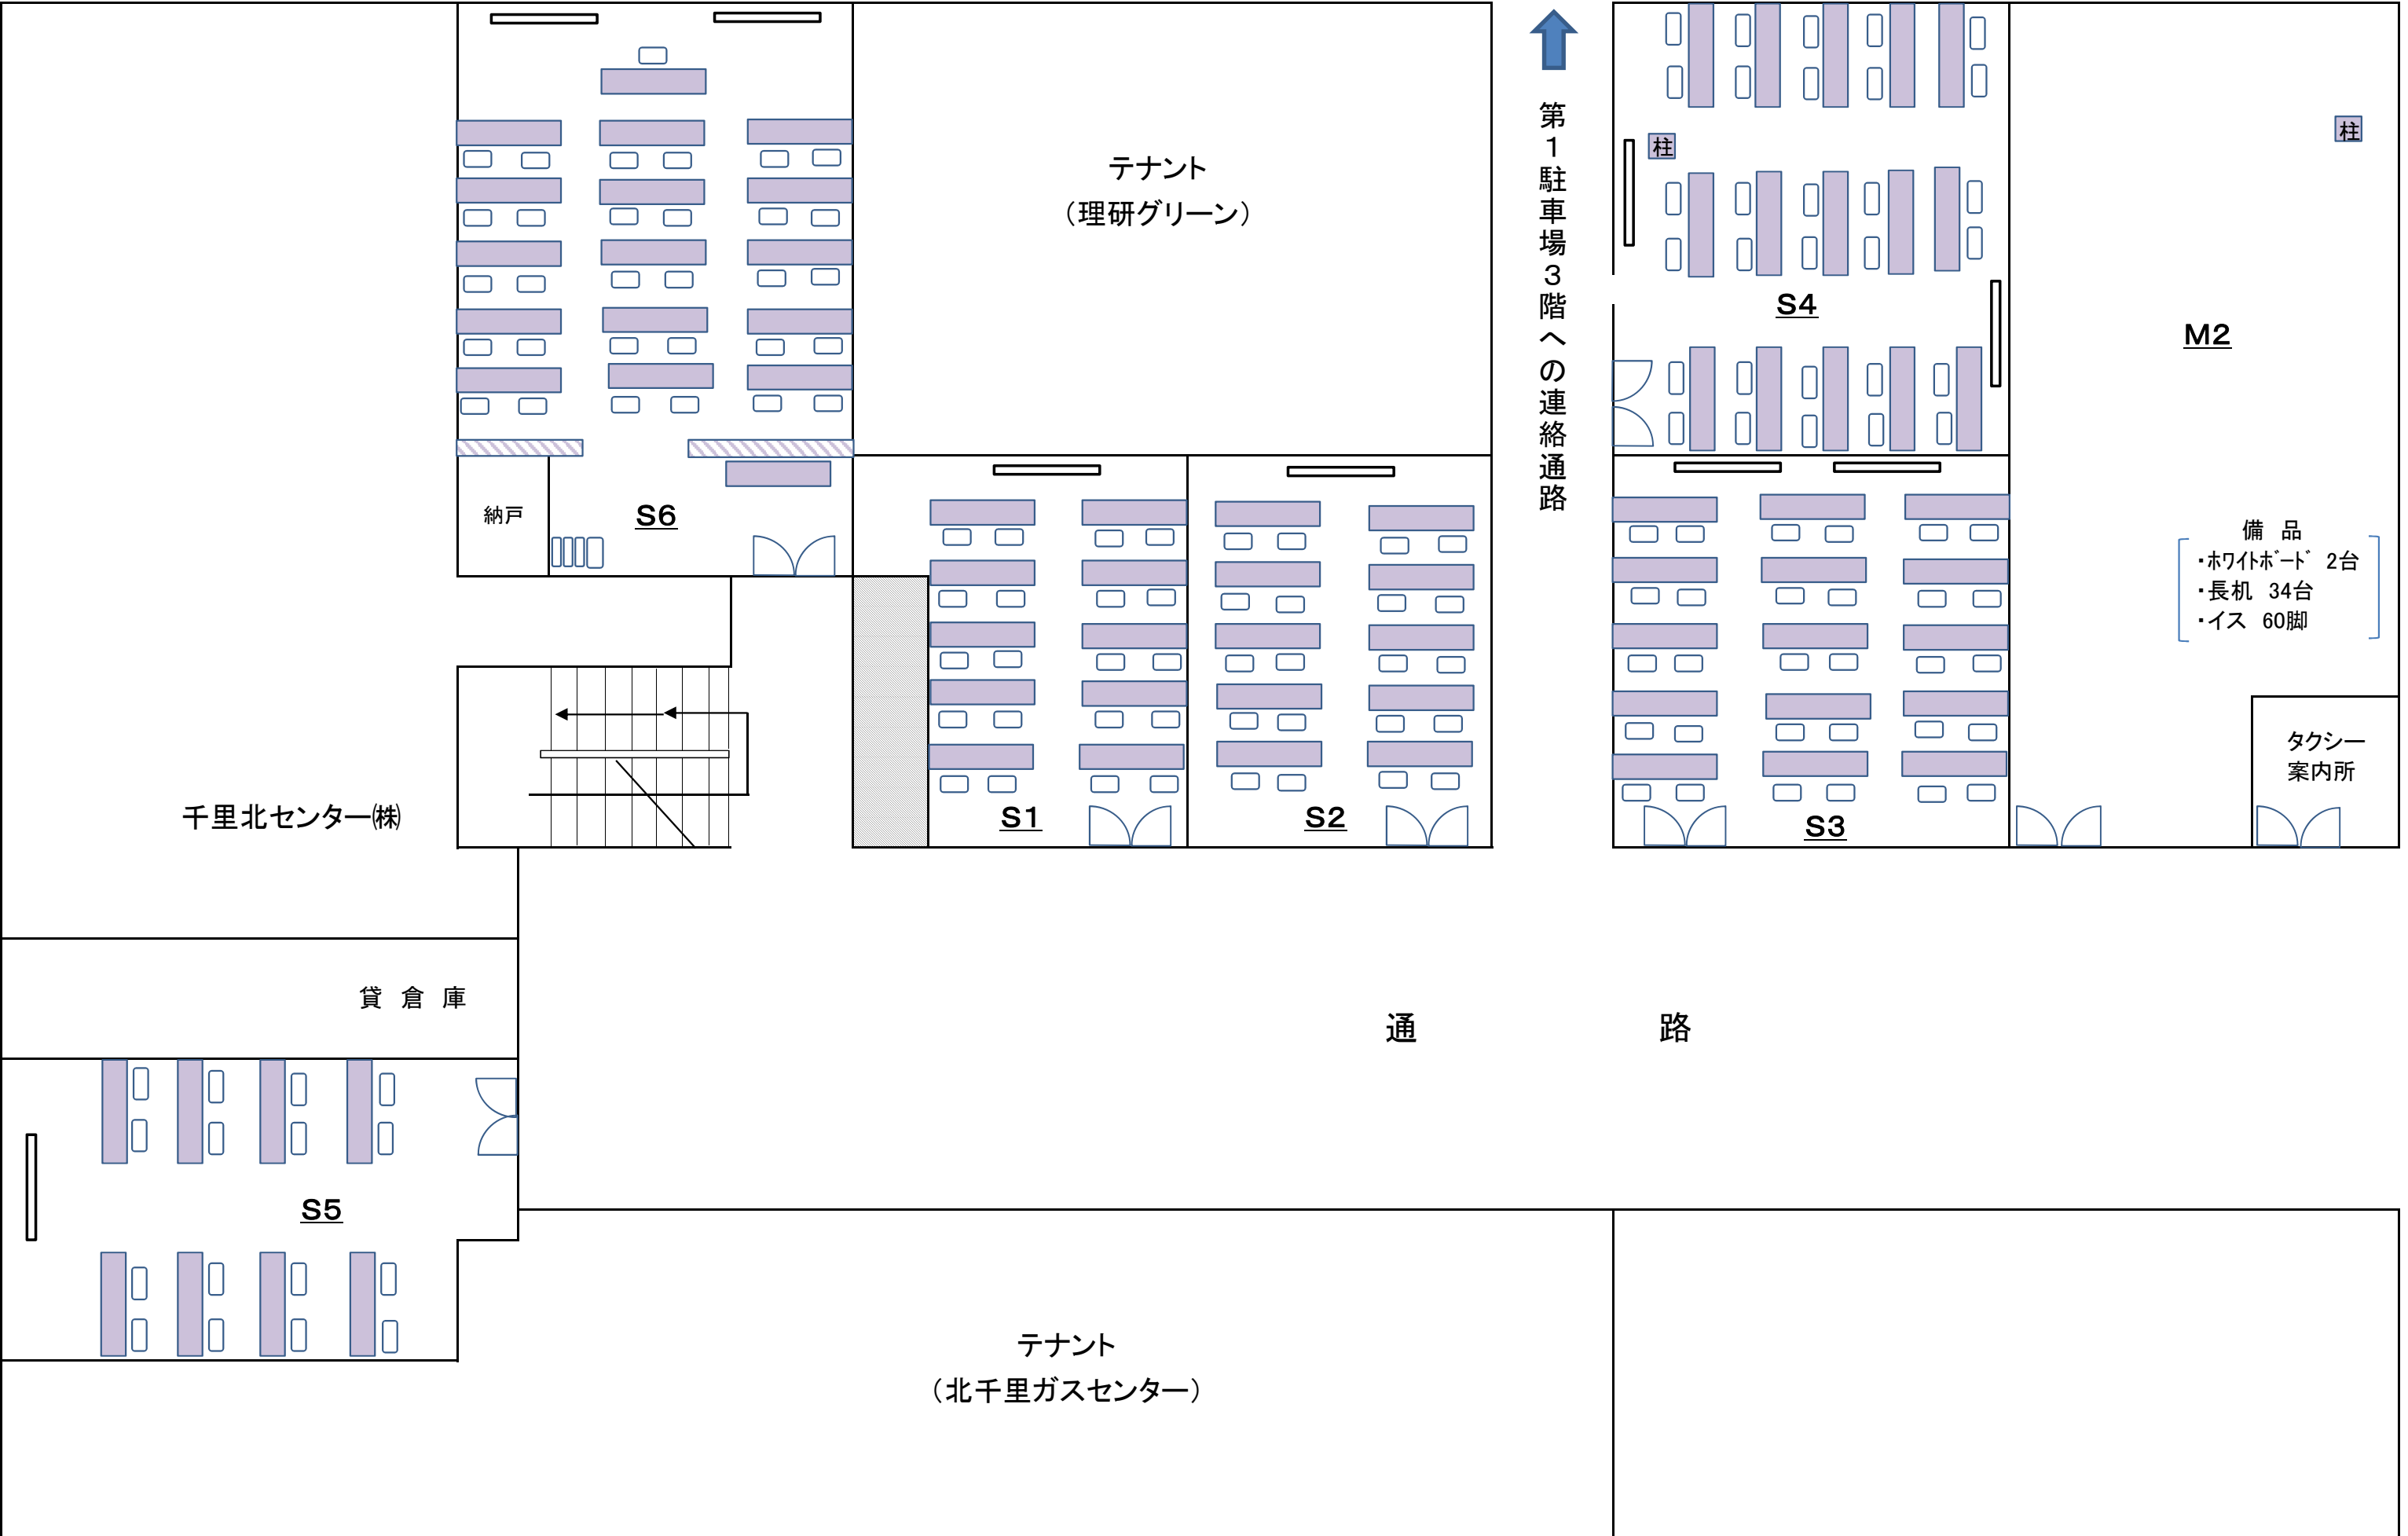 テナント
（理研グリーン）
第１駐車場３階への連絡通路
柱
柱
S4
M2
納戸
S6
備 品
・ﾎﾜｲﾄﾎﾞｰﾄﾞ 2台
・長机 34台
・イス 60脚
タクシー
案内所
千里北センター㈱
S1
S2
S3
貸 倉 庫
通 路
S5
テナント
（北千里ガスセンター）